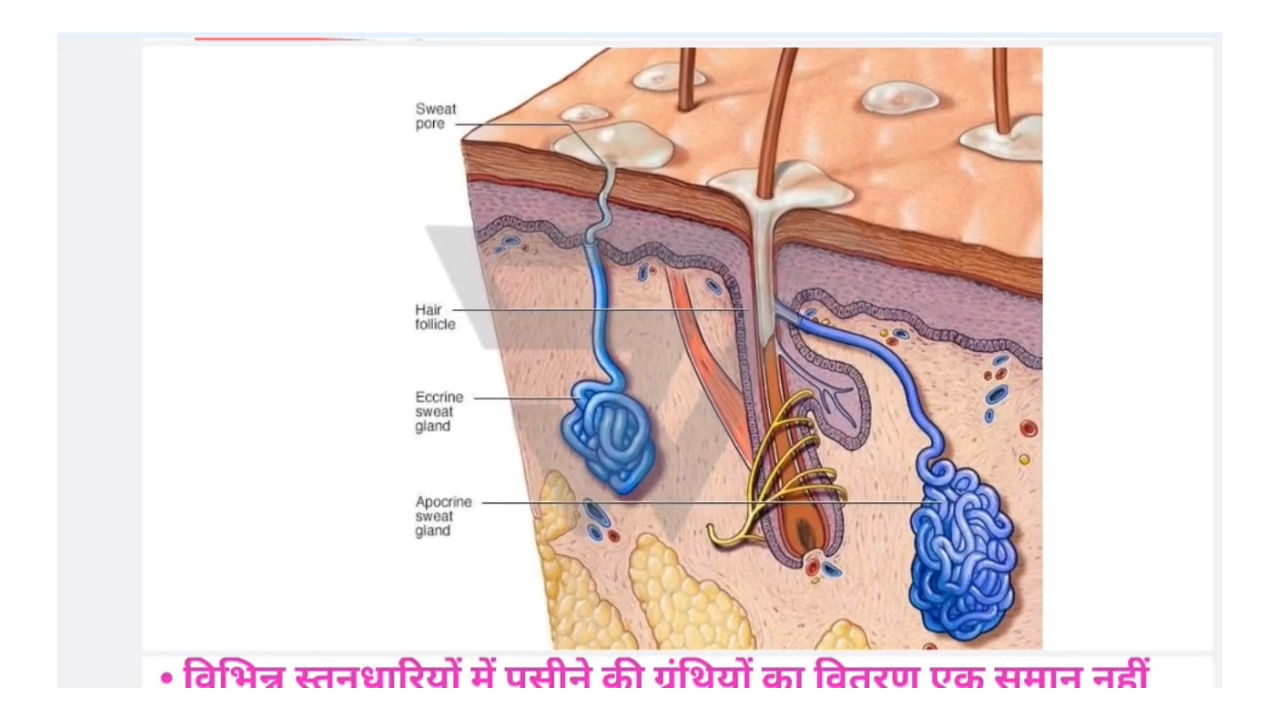 Sweat
pore
Hair
follicle
Eccrine
sweat
gland
Apocrine
sweat
gland
• विभिन्न स्तनधारियों में पसीने की ग्रंथियों का वितरण एक समान नहीं